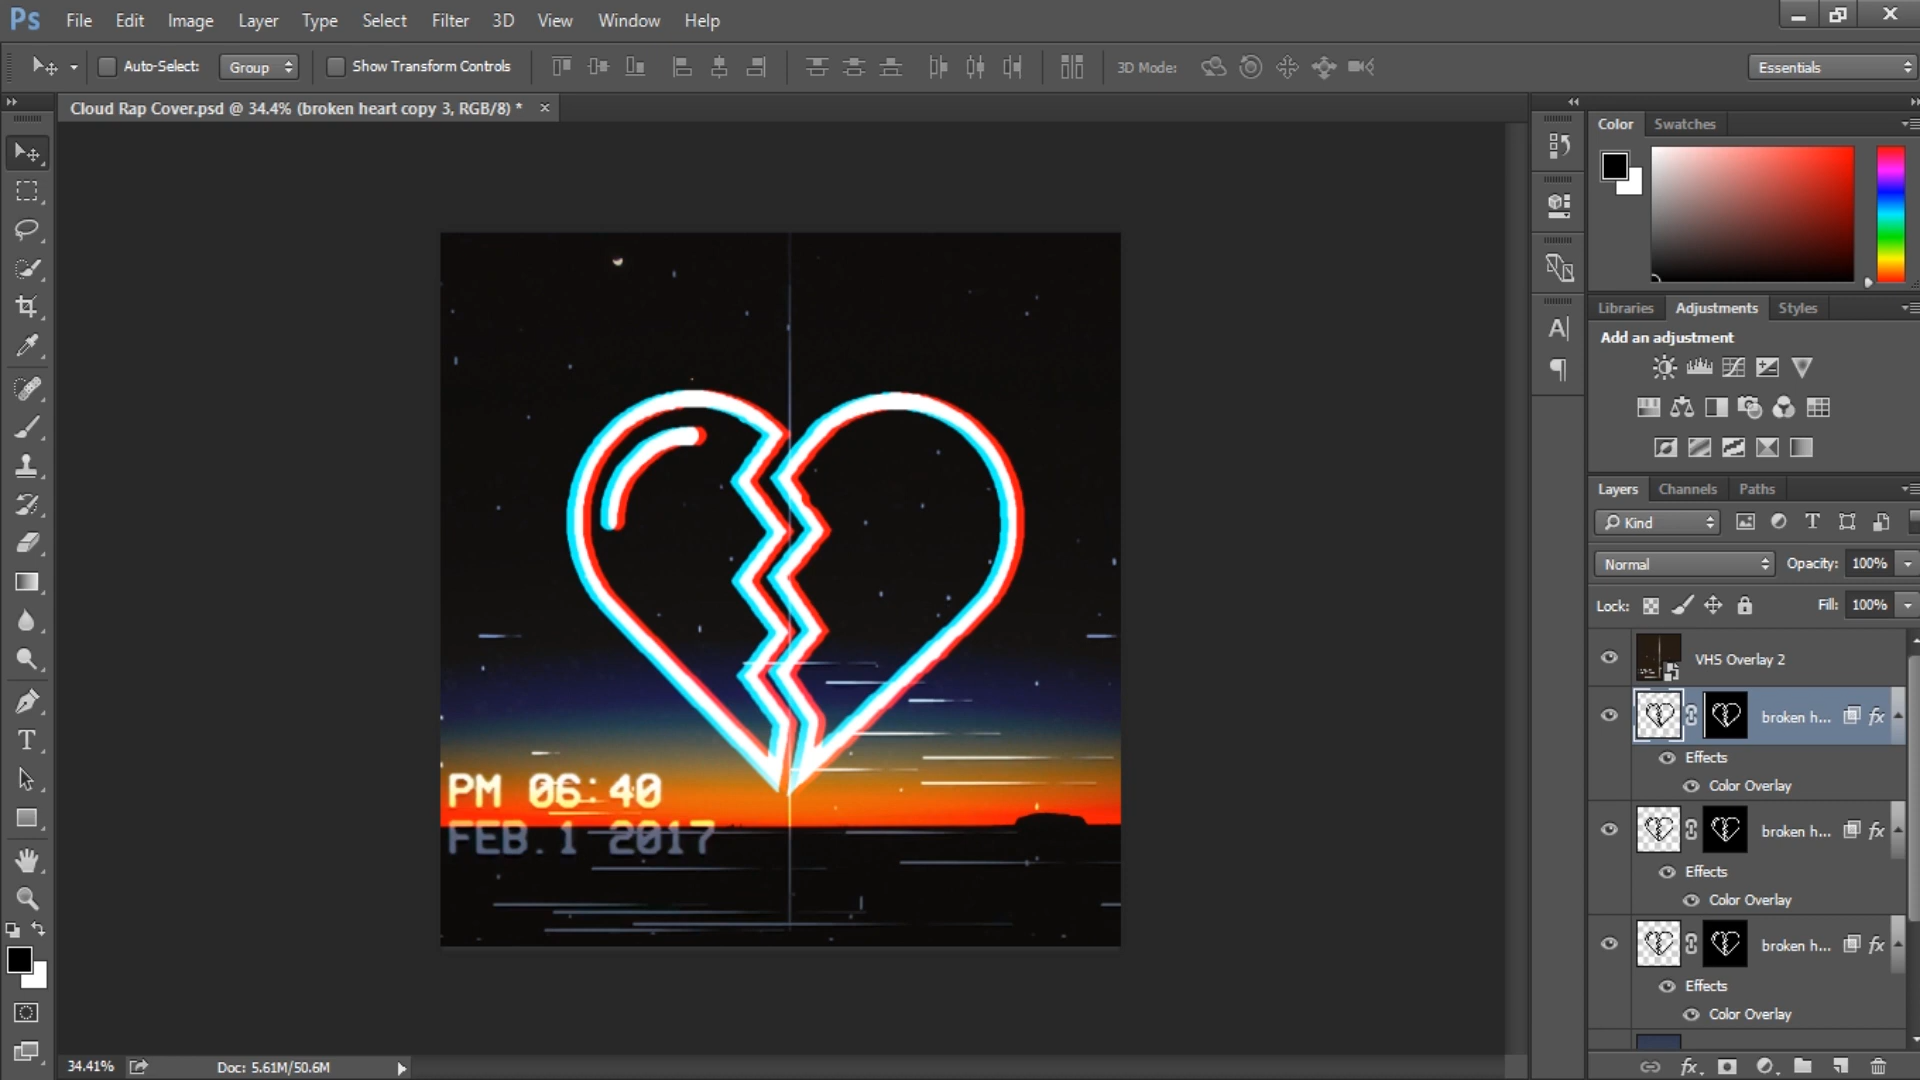 Ps File Edit Image Layer Type Select Filter 3D View Window Help
Auto-Select: Group Show Transform Controls 3D Mode: Essentials
Cloud Rap Cover.psd @ 34.4% (broken heart copy 3, RGB/8) * ×
Color Swatches
Libraries Adjustments Styles
Add an adjustment
Layers Channels Paths
Kind
Normal Opacity: 100%
Lock: Fill: 100%
VHS Overlay 2
broken h... fx
Effects
Color Overlay
broken h... fx
Effects
Color Overlay
broken h... fx
Effects
Color Overlay
PM 06:40
FEB. 1 2017
34.41% Doc: 5.61M/50.6M